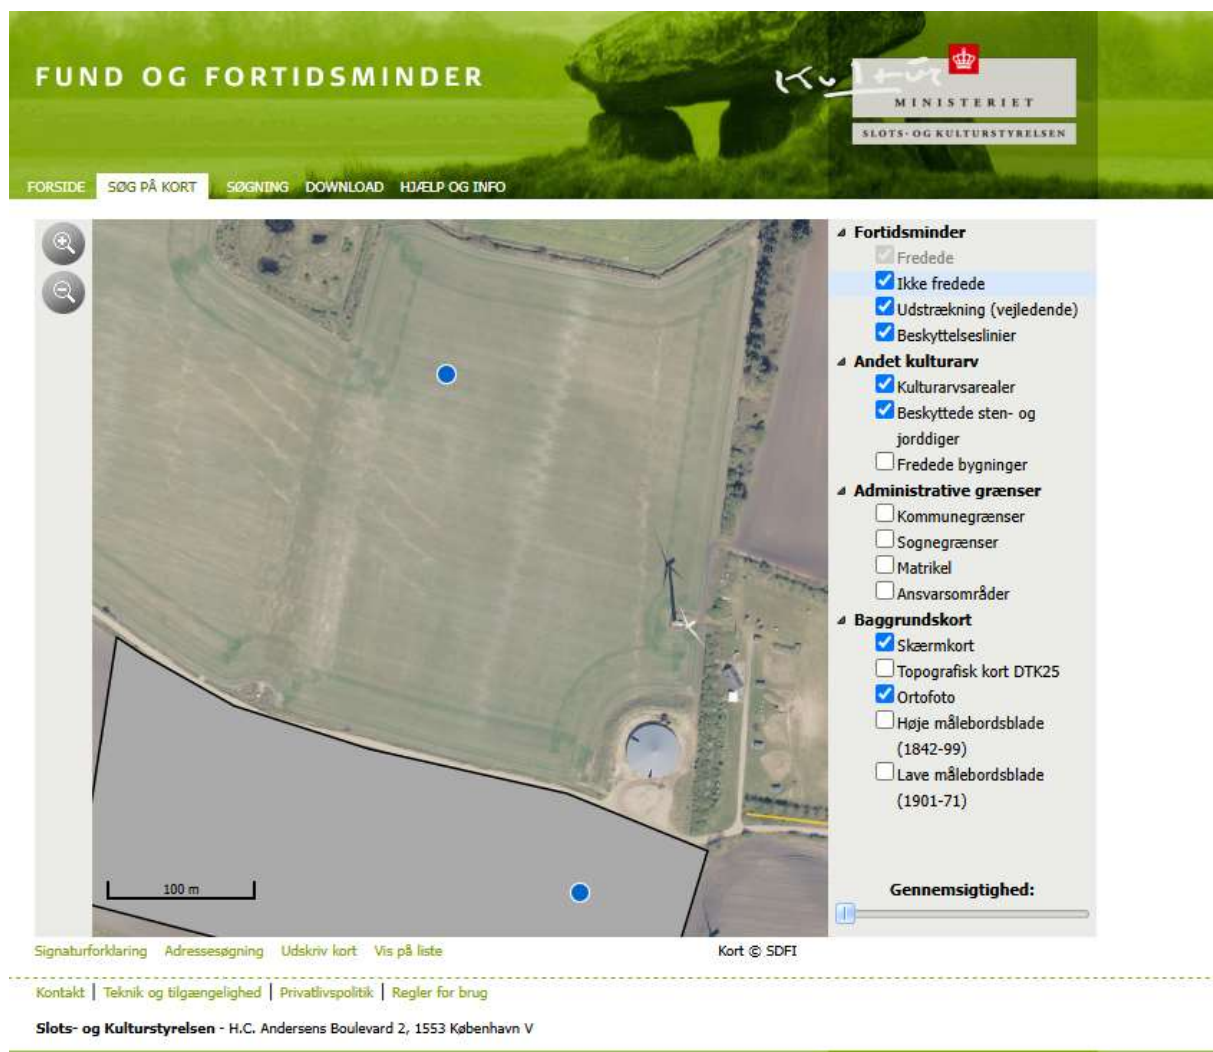 FUND OG FORTIDSMINDER
Kultur
MINISTERIET
SLOTS- OG KULTURSTYRELSEN
FORSIDE SØG PÅ KORT SØGNING DOWNLOAD HJÆLP OG INFO
Fortidsminder
Fredede
Ikke fredede
Udstrækning (vejledende)
Beskyttelseslinier
Andet kulturarv
Kulturarvsarealer
Beskyttede sten- og
jorddiger
Fredede bygninger
Administrative grænser
Kommunegrænser
Sognegrænser
Matrikel
Ansvarsområder
Baggrundskort
Skærmkort
Topografisk kort DTK25
Ortofoto
Høje målebordsblade
(1842-99)
Lave målebordsblade
(1901-71)
Gennemsigtighed:
100 m
Signaturforklaring Adressesøgning Udskriv kort Vis på liste Kort © SDFI
Kontakt | Teknik og tilgængelighed | Privatlivspolitik | Regler for brug
Slots- og Kulturstyrelsen - H.C. Andersens Boulevard 2, 1553 København V